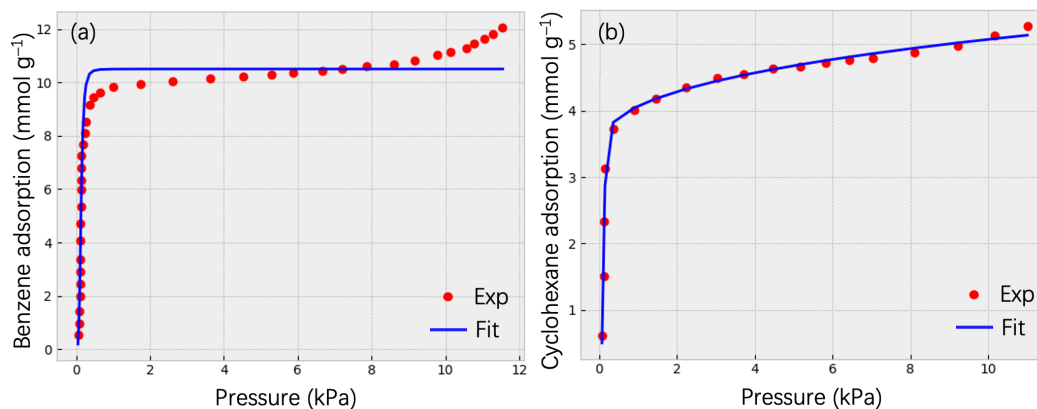 (a)
Benzene adsorption (mmol g⁻¹)
12
10
8
6
4
2
0
0 2 4 6 8 10 12
Pressure (kPa)
Exp
Fit
(b)
Cyclohexane adsorption (mmol g⁻¹)
5
4
3
2
1
0 2 4 6 8 10
Pressure (kPa)
Exp
Fit